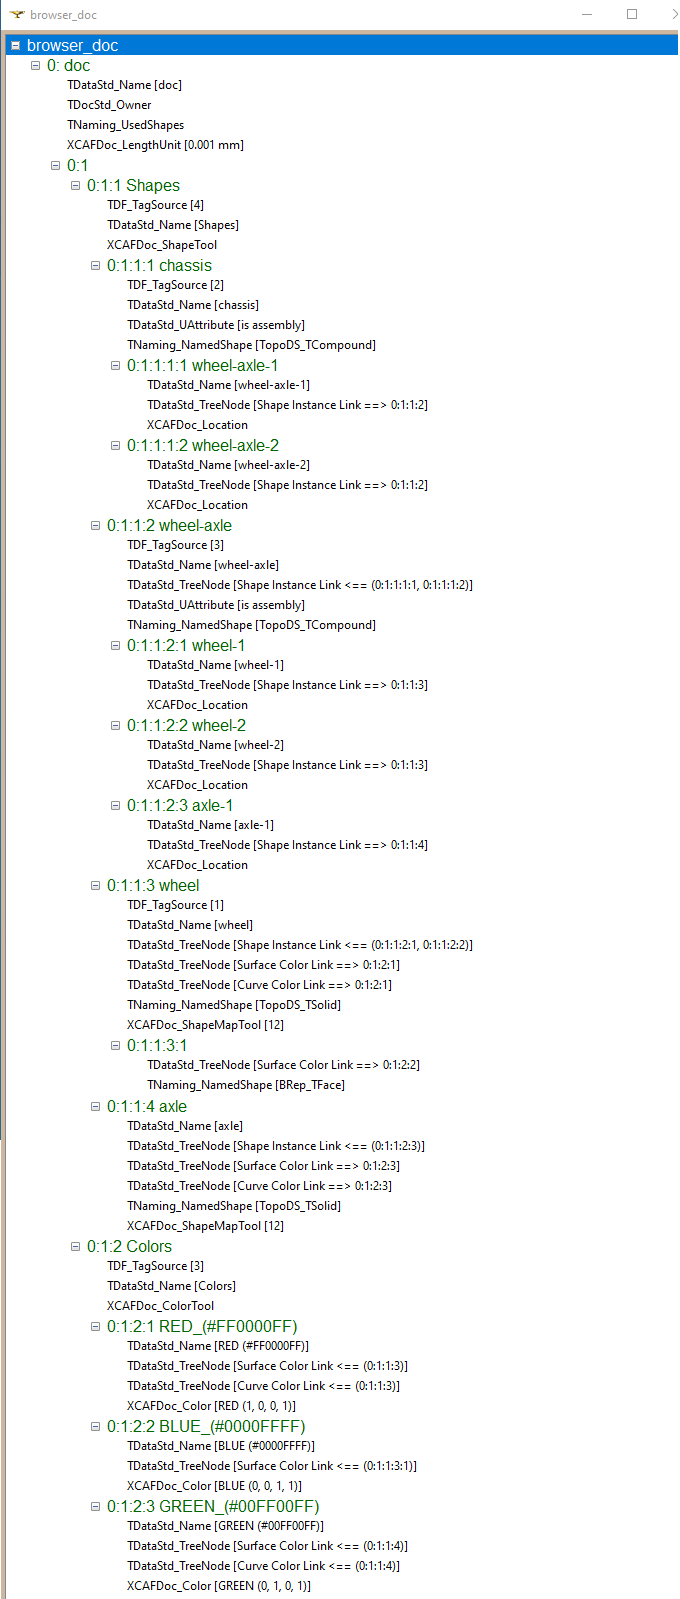 browser_doc
browser_doc
0: doc
TDataStd_Name [doc]
TDocStd_Owner
TNaming_UsedShapes
XCAFDoc_LengthUnit [0.001 mm]
0:1
0:1:1 Shapes
TDF_TagSource [4]
TDataStd_Name [Shapes]
XCAFDoc_ShapeTool
0:1:1:1 chassis
TDF_TagSource [2]
TDataStd_Name [chassis]
TDataStd_UAttribute [is assembly]
TNaming_NamedShape [TopoDS_TCompound]
0:1:1:1:1 wheel-axle-1
TDataStd_Name [wheel-axle-1]
TDataStd_TreeNode [Shape Instance Link ==> 0:1:1:2]
XCAFDoc_Location
0:1:1:1:2 wheel-axle-2
TDataStd_Name [wheel-axle-2]
TDataStd_TreeNode [Shape Instance Link ==> 0:1:1:2]
XCAFDoc_Location
0:1:1:2 wheel-axle
TDF_TagSource [3]
TDataStd_Name [wheel-axle]
TDataStd_TreeNode [Shape Instance Link <== (0:1:1:1:1, 0:1:1:1:2)]
TDataStd_UAttribute [is assembly]
TNaming_NamedShape [TopoDS_TCompound]
0:1:1:2:1 wheel-1
TDataStd_Name [wheel-1]
TDataStd_TreeNode [Shape Instance Link ==> 0:1:1:3]
XCAFDoc_Location
0:1:1:2:2 wheel-2
TDataStd_Name [wheel-2]
TDataStd_TreeNode [Shape Instance Link ==> 0:1:1:3]
XCAFDoc_Location
0:1:1:2:3 axle-1
TDataStd_Name [axle-1]
TDataStd_TreeNode [Shape Instance Link ==> 0:1:1:4]
XCAFDoc_Location
0:1:1:3 wheel
TDF_TagSource [1]
TDataStd_Name [wheel]
TDataStd_TreeNode [Shape Instance Link <== (0:1:1:2:1, 0:1:1:2:2)]
TDataStd_TreeNode [Surface Color Link ==> 0:1:2:1]
TDataStd_TreeNode [Curve Color Link ==> 0:1:2:1]
TNaming_NamedShape [TopoDS_TSolid]
XCAFDoc_ShapeMapTool [12]
0:1:1:3:1
TDataStd_TreeNode [Surface Color Link ==> 0:1:2:2]
TNaming_NamedShape [BRep_TFace]
0:1:1:4 axle
TDataStd_Name [axle]
TDataStd_TreeNode [Shape Instance Link <== (0:1:1:2:3)]
TDataStd_TreeNode [Surface Color Link ==> 0:1:2:3]
TDataStd_TreeNode [Curve Color Link ==> 0:1:2:3]
TNaming_NamedShape [TopoDS_TSolid]
XCAFDoc_ShapeMapTool [12]
0:1:2 Colors
TDF_TagSource [3]
TDataStd_Name [Colors]
XCAFDoc_ColorTool
0:1:2:1 RED_(#FF0000FF)
TDataStd_Name [RED (#FF0000FF)]
TDataStd_TreeNode [Surface Color Link <== (0:1:1:3)]
TDataStd_TreeNode [Curve Color Link <== (0:1:1:3)]
XCAFDoc_Color [RED (1, 0, 0, 1)]
0:1:2:2 BLUE_(#0000FFFF)
TDataStd_Name [BLUE (#0000FFFF)]
TDataStd_TreeNode [Surface Color Link <== (0:1:1:3:1)]
XCAFDoc_Color [BLUE (0, 0, 1, 1)]
0:1:2:3 GREEN_(#00FF00FF)
TDataStd_Name [GREEN (#00FF00FF)]
TDataStd_TreeNode [Surface Color Link <== (0:1:1:4)]
TDataStd_TreeNode [Curve Color Link <== (0:1:1:4)]
XCAFDoc_Color [GREEN (0, 1, 0, 1)]